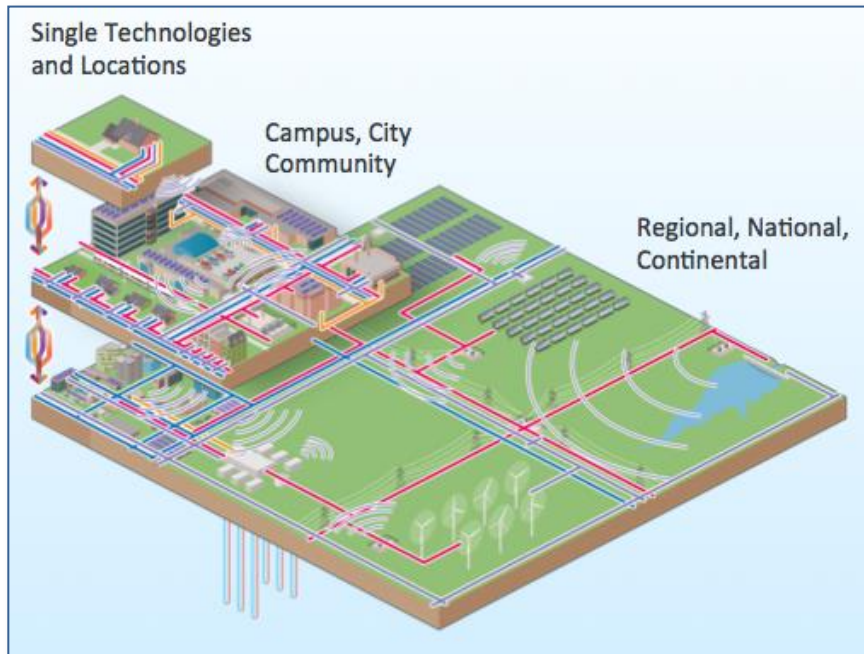 Single Technologies
and Locations
Campus, City
Community
Regional, National,
Continental